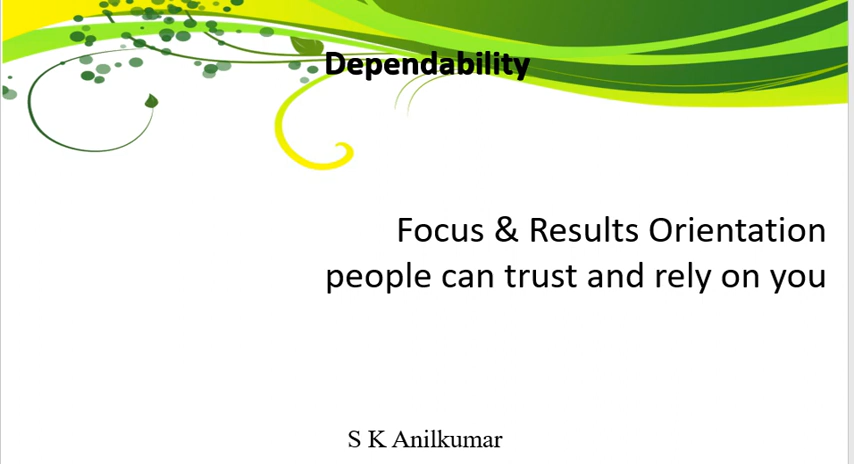 Dependability
Focus & Results Orientation
people can trust and rely on you
S K Anilkumar